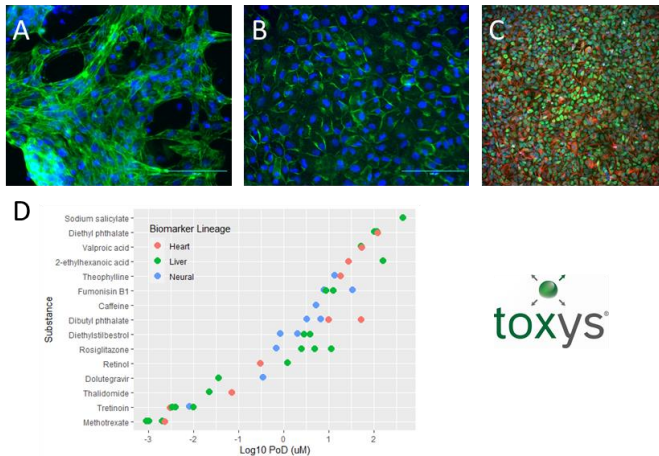 A
B
C
D
Biomarker Lineage
Heart
Liver
Neural
Substance
Sodium salicylate
Diethyl phthalate
Valproic acid
2-ethylhexanoic acid
Theophylline
Fumonisin B1
Caffeine
Dibutyl phthalate
Diethylstilbestrol
Rosiglitazone
Retinol
Dolutegravir
Thalidomide
Tretinoin
Methotrexate
-3 -2 -1 0 1 2
Log10 PoD (uM)
toxys®